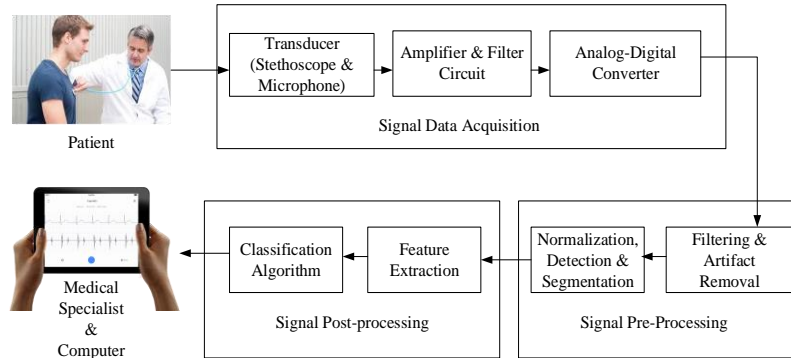 Transducer
(Stethoscope &
Microphone)
Amplifier & Filter
Circuit
Analog-Digital
Converter
Signal Data Acquisition
Patient
Classification
Algorithm
Feature
Extraction
Normalization,
Detection &
Segmentation
Filtering &
Artifact
Removal
Medical
Specialist
&
Computer
Signal Post-processing
Signal Pre-Processing